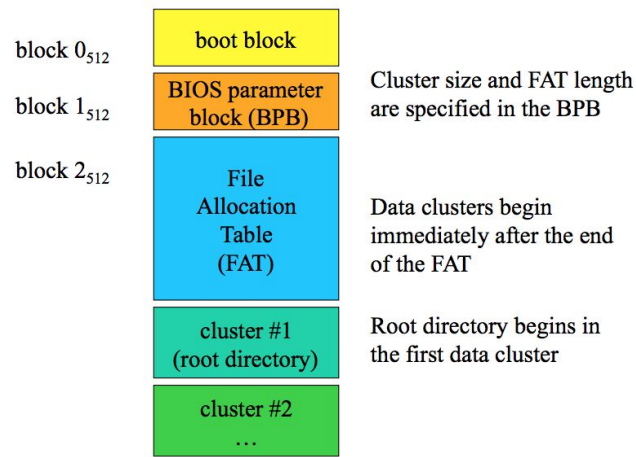 block 0512
boot block
block 1512
BIOS parameter
block (BPB)
Cluster size and FAT length
are specified in the BPB
block 2512
File
Allocation
Table
(FAT)
Data clusters begin
immediately after the end
of the FAT
cluster #1
(root directory)
Root directory begins in
the first data cluster
cluster #2
…